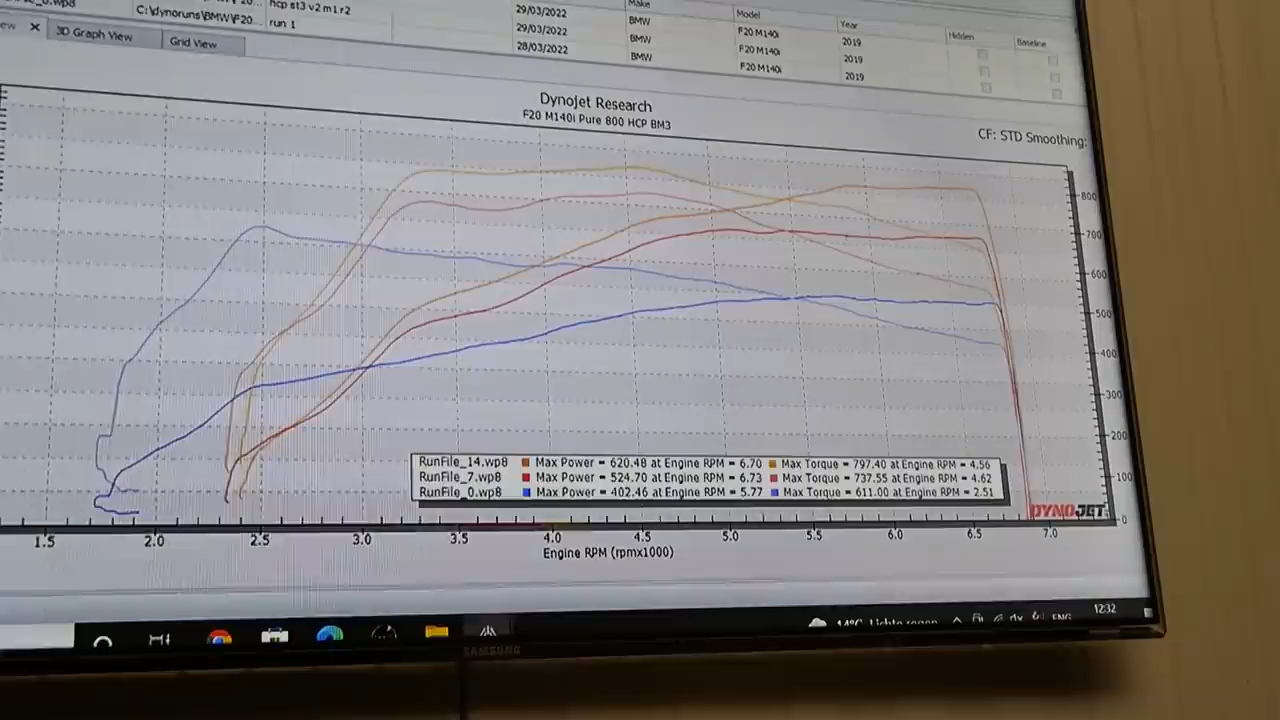 hcp st3 v2 m1 r2 29/03/2022 Make Model Year Hidden Baseline
C:\dynoruns\BMW\F20... run 1 29/03/2022 BMW F20 M140i 2019
28/03/2022 BMW F20 M140i 2019
BMW F20 M140i 2019
3D Graph View Grid View
Dynojet Research
F20 M140i Pure 800 HCP BM3
CF: STD Smoothing:
800
700
600
500
400
300
200
100
0
RunFile_14.wp8 Max Power = 620.48 at Engine RPM = 6.70 Max Torque = 797.40 at Engine RPM = 4.56
RunFile_7.wp8 Max Power = 524.70 at Engine RPM = 6.73 Max Torque = 737.55 at Engine RPM = 4.62
RunFile_0.wp8 Max Power = 402.46 at Engine RPM = 5.77 Max Torque = 611.00 at Engine RPM = 2.51
DYNOJET
1.5 2.0 2.5 3.0 3.5 4.0 4.5 5.0 5.5 6.0 6.5 7.0
Engine RPM (rpmx1000)
14°C Lichte regen ENG 12:32
SAMSUNG